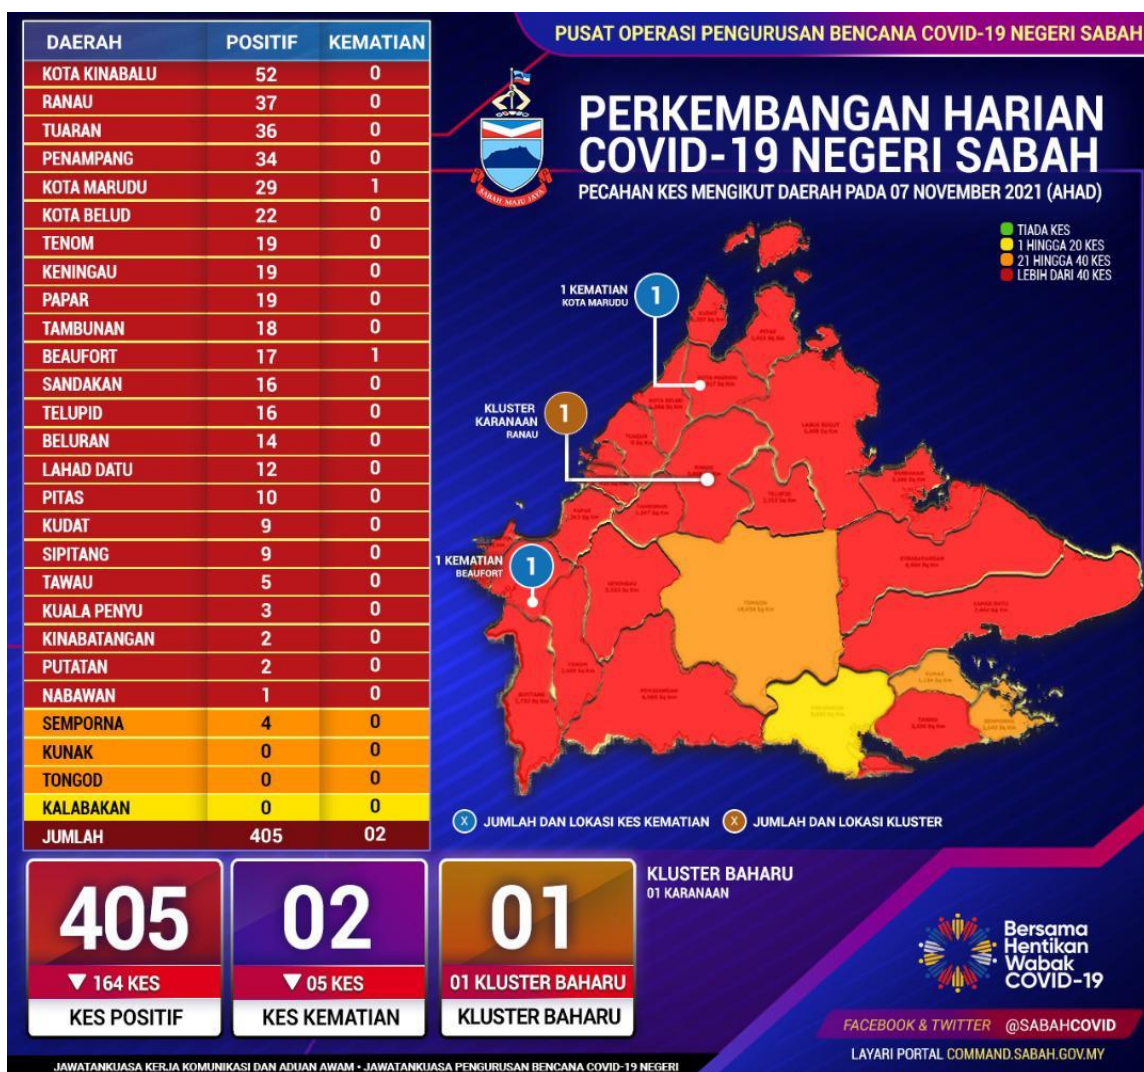 PUSAT OPERASI PENGURUSAN BENCANA COVID-19 NEGERI SABAH
PERKEMBANGAN HARIAN
COVID-19 NEGERI SABAH
PECAHAN KES MENGIKUT DAERAH PADA 07 NOVEMBER 2021 (AHAD)
SABAH MAJU JAYA
DAERAH POSITIF KEMATIAN
KOTA KINABALU 52 0
RANAU 37 0
TUARAN 36 0
PENAMPANG 34 0
KOTA MARUDU 29 1
KOTA BELUD 22 0
TENOM 19 0
KENINGAU 19 0
PAPAR 19 0
TAMBUNAN 18 0
BEAUFORT 17 1
SANDAKAN 16 0
TELUPID 16 0
BELURAN 14 0
LAHAD DATU 12 0
PITAS 10 0
KUDAT 9 0
SIPITANG 9 0
TAWAU 5 0
KUALA PENYU 3 0
KINABATANGAN 2 0
PUTATAN 2 0
NABAWAN 1 0
SEMPORNA 4 0
KUNAK 0 0
TONGOD 0 0
KALABAKAN 0 0
JUMLAH 405 02
TIADA KES
1 HINGGA 20 KES
21 HINGGA 40 KES
LEBIH DARI 40 KES
1 KEMATIAN
KOTA MARUDU
1
KLUSTER
KARANAAN
RANAU
1
1 KEMATIAN
BEAUFORT
1
X JUMLAH DAN LOKASI KES KEMATIAN
X JUMLAH DAN LOKASI KLUSTER
405
▼ 164 KES
KES POSITIF
02
▼ 05 KES
KES KEMATIAN
01
01 KLUSTER BAHARU
KLUSTER BAHARU
KLUSTER BAHARU
01 KARANAAN
Bersama
Hentikan
Wabak
COVID-19
FACEBOOK & TWITTER @SABAHCOVID
LAYARI PORTAL COMMAND.SABAH.GOV.MY
JAWATANKUASA KERJA KOMUNIKASI DAN ADUAN AWAM • JAWATANKUASA PENGURUSAN BENCANA COVID-19 NEGERI